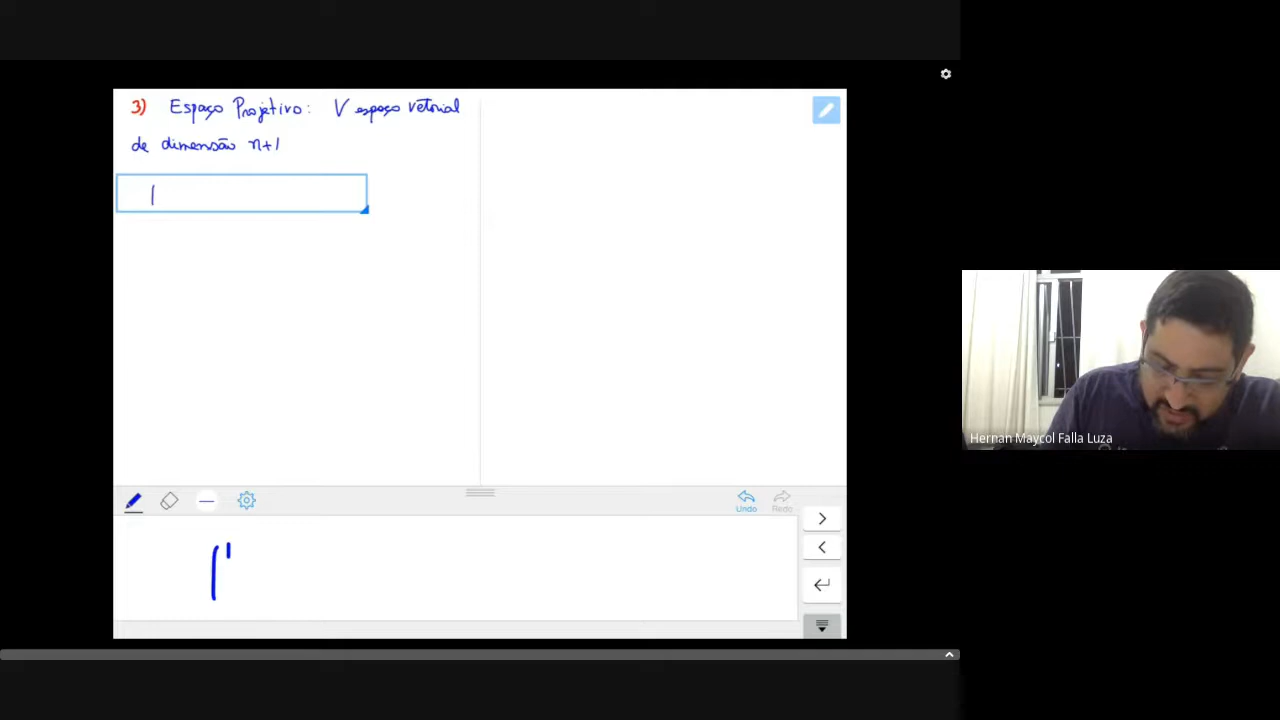 3) Espaço Projetivo: V espaço vetorial
de dimensão n+1
Undo
Redo
Hernan Maycol Falla Luza